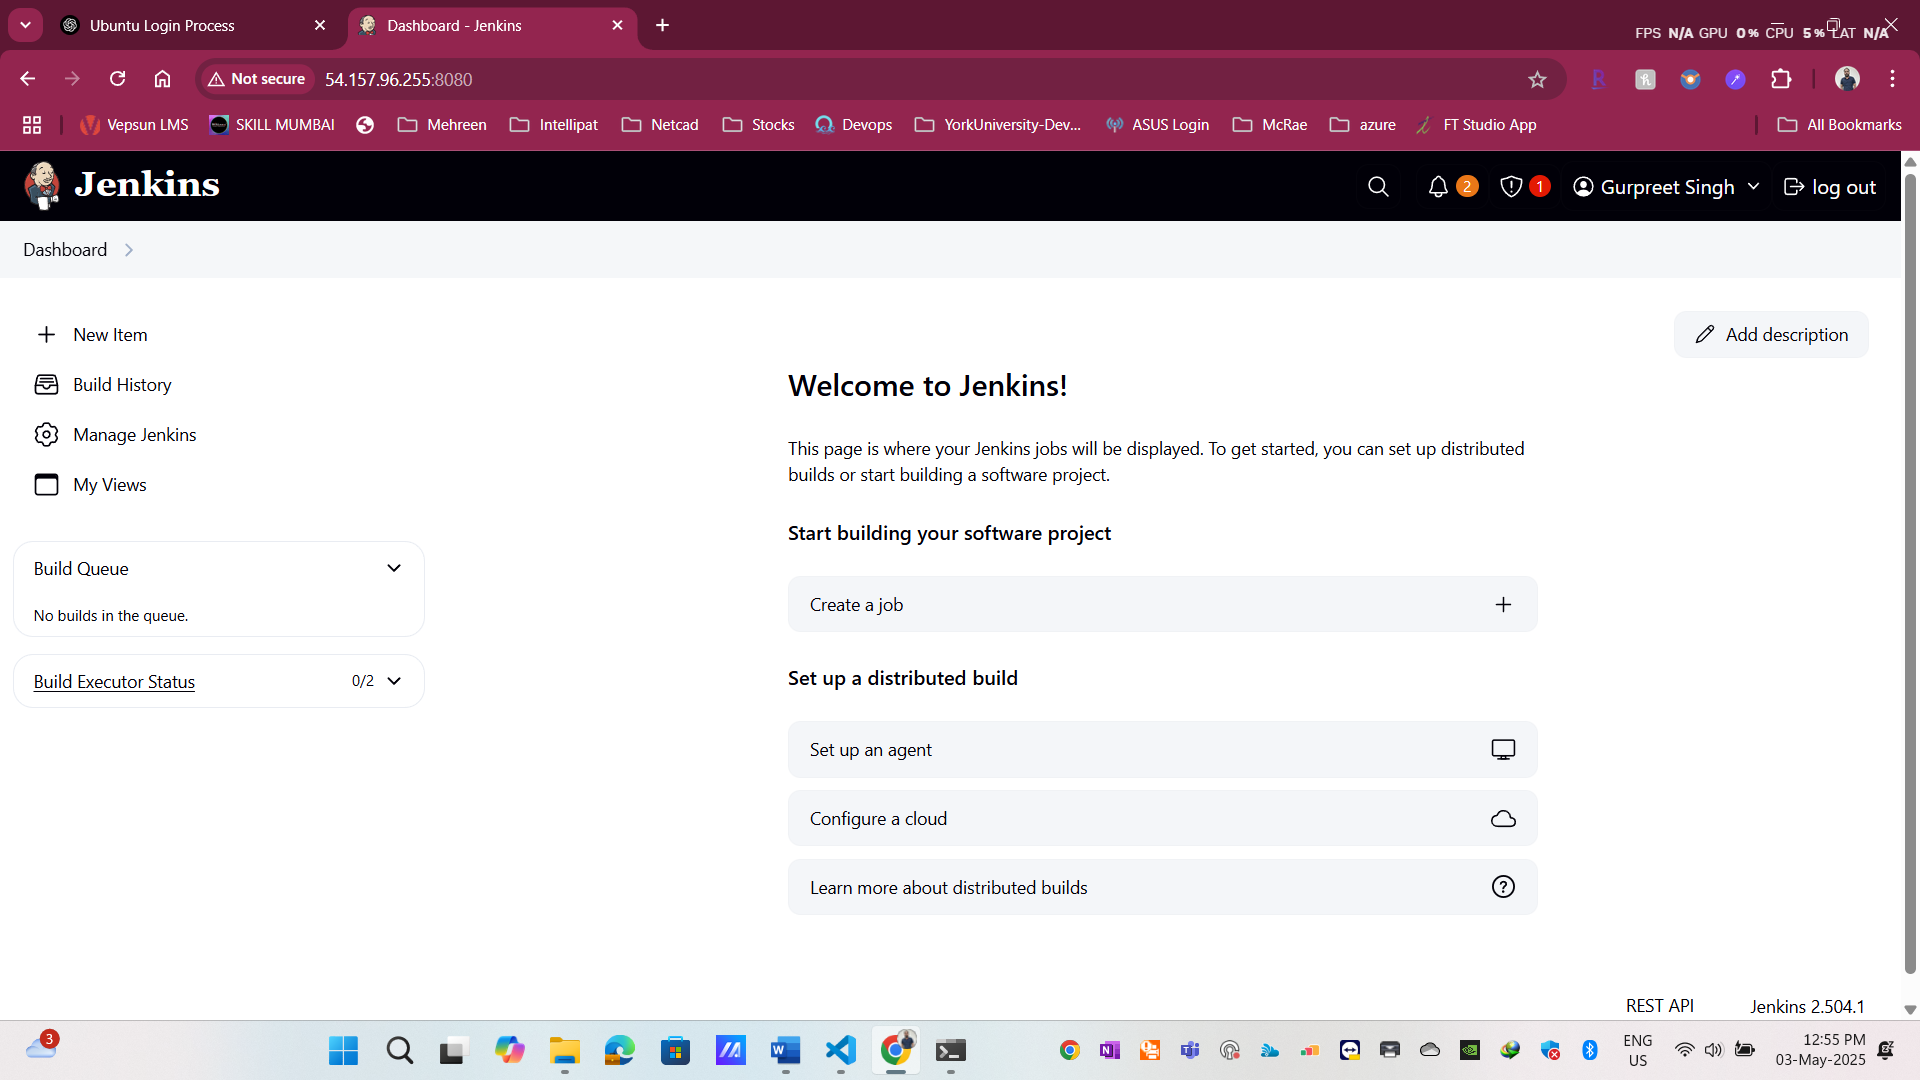 Ubuntu Login Process
Dashboard - Jenkins
FPS N/A GPU 0% CPU 5% LAT N/A
Not secure
54.157.96.255:8080
Vepsun LMS
SKILL MUMBAI
Mehreen
Intellipat
Netcad
Stocks
Devops
YorkUniversity-Dev...
ASUS Login
McRae
azure
FT Studio App
All Bookmarks
Jenkins
2
1
Gurpreet Singh
log out
Dashboard
New Item
Build History
Manage Jenkins
My Views
Build Queue
No builds in the queue.
Build Executor Status
0/2
Add description
Welcome to Jenkins!
This page is where your Jenkins jobs will be displayed. To get started, you can set up distributed
builds or start building a software project.
Start building your software project
Create a job
Set up a distributed build
Set up an agent
Configure a cloud
Learn more about distributed builds
REST API
Jenkins 2.504.1
3
ENG
US
12:55 PM
03-May-2025